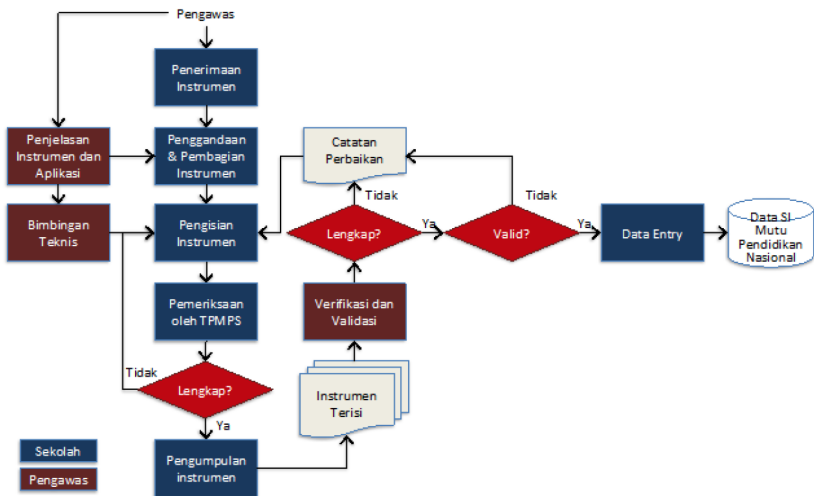 Pengawas
Penerimaan
Instrumen
Penjelasan
Instrumen dan
Aplikasi
Penggandaan
& Pembagian
Instrumen
Catatan
Perbaikan
Tidak
Tidak
Bimbingan
Teknis
Pengisian
Instrumen
Lengkap?
Ya
Valid?
Ya
Data Entry
Data SI
Mutu
Pendidikan
Nasional
Pemeriksaan
oleh TPMPS
Verifikasi dan
Validasi
Tidak
Lengkap?
Ya
Instrumen
Terisi
Pengumpulan
instrumen
Sekolah
Pengawas